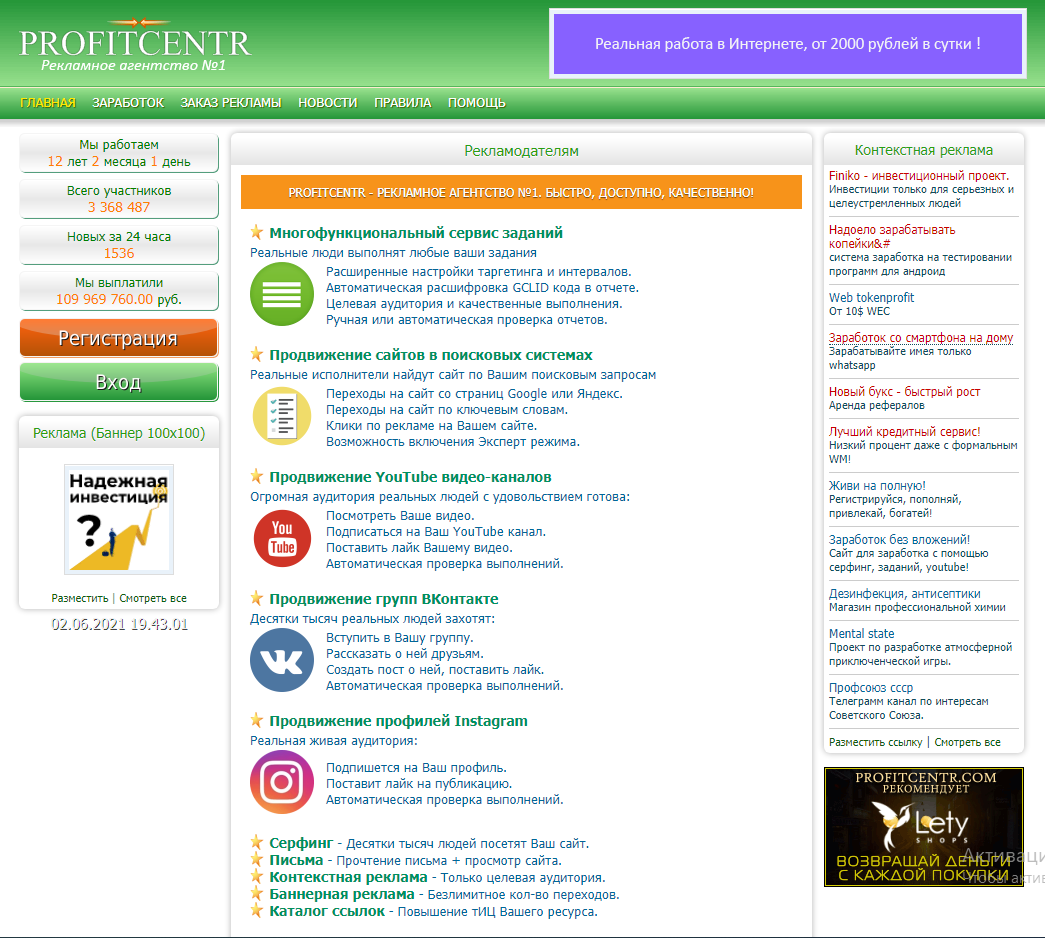 PROFITCENTR
Рекламное агентство №1
Реальная работа в Интернете, от 2000 рублей в сутки !
ГЛАВНАЯ ЗАРАБОТОК ЗАКАЗ РЕКЛАМЫ НОВОСТИ ПРАВИЛА ПОМОЩЬ
Мы работаем
12 лет 2 месяца 1 день
Всего участников
3 368 487
Новых за 24 часа
1536
Мы выплатили
109 969 760.00 руб.
Регистрация
Вход
Реклама (Баннер 100x100)
Надежная
инвестиция
?
Разместить | Смотреть все
02.06.2021 19.43.01
Рекламодателям
PROFITCENTR - РЕКЛАМНОЕ АГЕНТСТВО №1. БЫСТРО, ДОСТУПНО, КАЧЕСТВЕННО!
Многофункциональный сервис заданий
Реальные люди выполнят любые ваши задания
Расширенные настройки таргетинга и интервалов.
Автоматическая расшифровка GCLID кода в отчете.
Целевая аудитория и качественные выполнения.
Ручная или автоматическая проверка отчетов.
Продвижение сайтов в поисковых системах
Реальные исполнители найдут сайт по Вашим поисковым запросам
Переходы на сайт со страниц Google или Яндекс.
Переходы на сайт по ключевым словам.
Клики по рекламе на Вашем сайте.
Возможность включения Эксперт режима.
Продвижение YouTube видео-каналов
Огромная аудитория реальных людей с удовольствием готова:
You
Tube
Посмотреть Ваше видео.
Подписаться на Ваш YouTube канал.
Поставить лайк Вашему видео.
Автоматическая проверка выполнений.
Продвижение групп ВКонтакте
Десятки тысяч реальных людей захотят:
Вступить в Вашу группу.
Рассказать о ней друзьям.
Создать пост о ней, поставить лайк.
Автоматическая проверка выполнений.
Продвижение профилей Instagram
Реальная живая аудитория:
Подпишется на Ваш профиль.
Поставит лайк на публикацию.
Автоматическая проверка выполнений.
Серфинг - Десятки тысяч людей посетят Ваш сайт.
Письма - Прочтение письма + просмотр сайта.
Контекстная реклама - Только целевая аудитория.
Баннерная реклама - Безлимитное кол-во переходов.
Каталог ссылок - Повышение тИЦ Вашего ресурса.
Контекстная реклама
Finiko - инвестиционный проект.
Инвестиции только для серьезных и
целеустремленных людей
Надоело зарабатывать
копейки&#
система заработка на тестировании
программ для андроид
Web tokenprofit
От 10$ WEC
Заработок со смартфона на дому
Зарабатывайте имея только
whatsapp
Новый букс - быстрый рост
Аренда рефералов
Лучший кредитный сервис!
Низкий процент даже с формальным
WM!
Живи на полную!
Регистрируйся, пополняй,
привлекай, богатей!
Заработок без вложений!
Сайт для заработка с помощью
серфинг, заданий, youtube!
Дезинфекция, антисептики
Магазин профессиональной химии
Mental state
Проект по разработке атмосферной
приключенческой игры.
Профсоюз ссср
Телеграмм канал по интересам
Советского Союза.
Разместить ссылку | Смотреть все
PROFITCENTR.COM
РЕКОМЕНДУЕТ
Lety
SHOPS
ВОЗВРАЩАЙ ДЕНЬГИ
С КАЖДОЙ ПОКУПКИ
Активаци
Чтобы актив